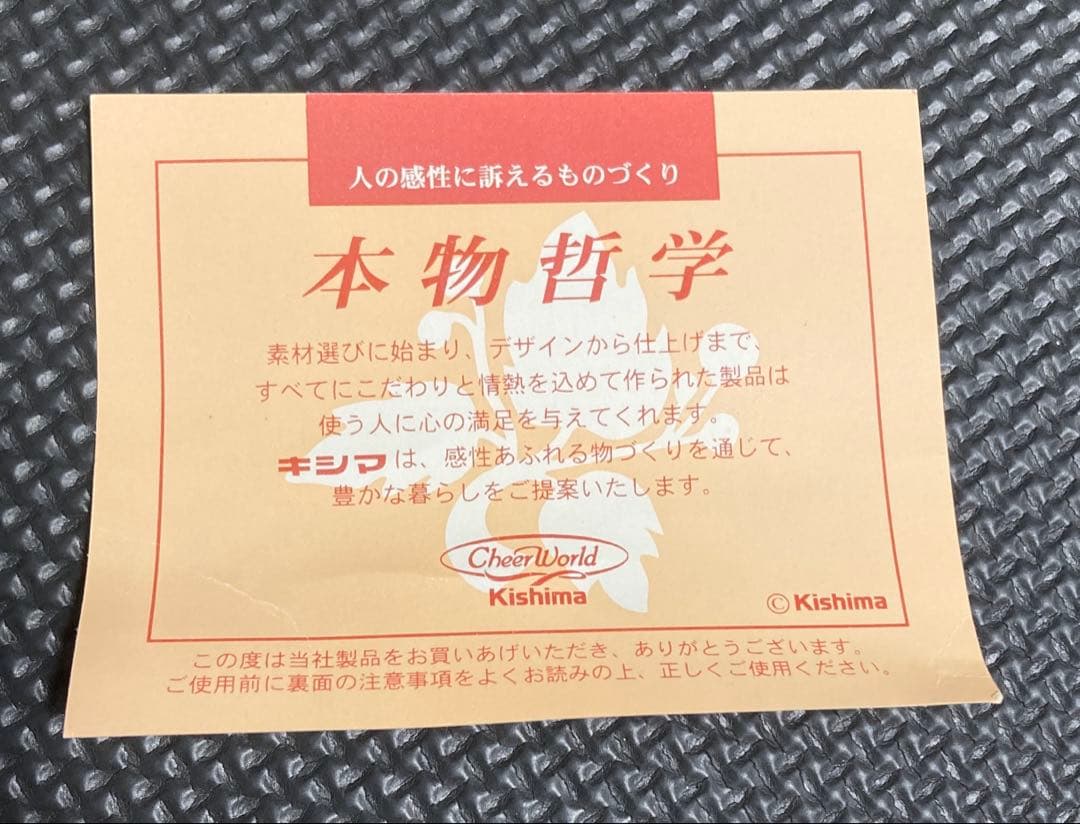 人の感性に訴えるものづくり
本物哲学
素材選びに始まり、デザインから仕上げまで、
すべてにこだわりと情熱を込めて作られた製品は
使う人に心の満足を与えてくれます。
キシマは、感性あふれる物づくりを通じて、
豊かな暮らしをご提案いたします。
CheerWorld
Kishima
© Kishima
この度は当社製品をお買いあげいただき、ありがとうございます。
ご使用前に裏面の注意事項をよくお読みの上、正しくご使用ください。